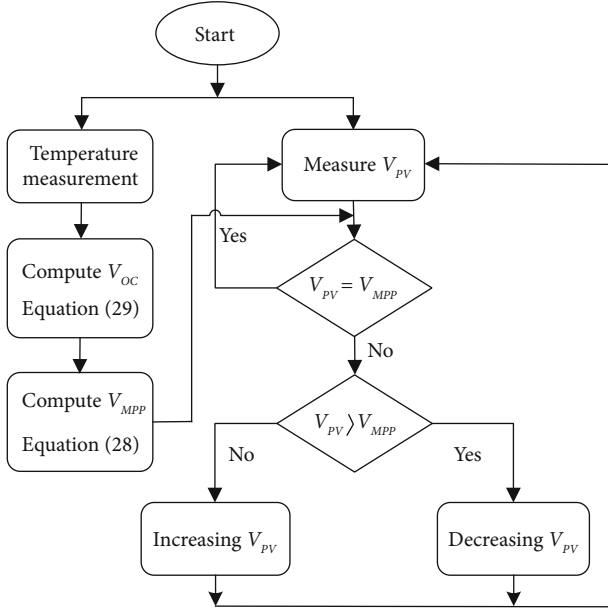 Start
Temperature
measurement
Measure V_PV
Yes
Compute V_OC
Equation (29)
V_PV = V_MPP
No
Compute V_MPP
Equation (28)
V_PV 〉 V_MPP
No
Yes
Increasing V_PV
Decreasing V_PV